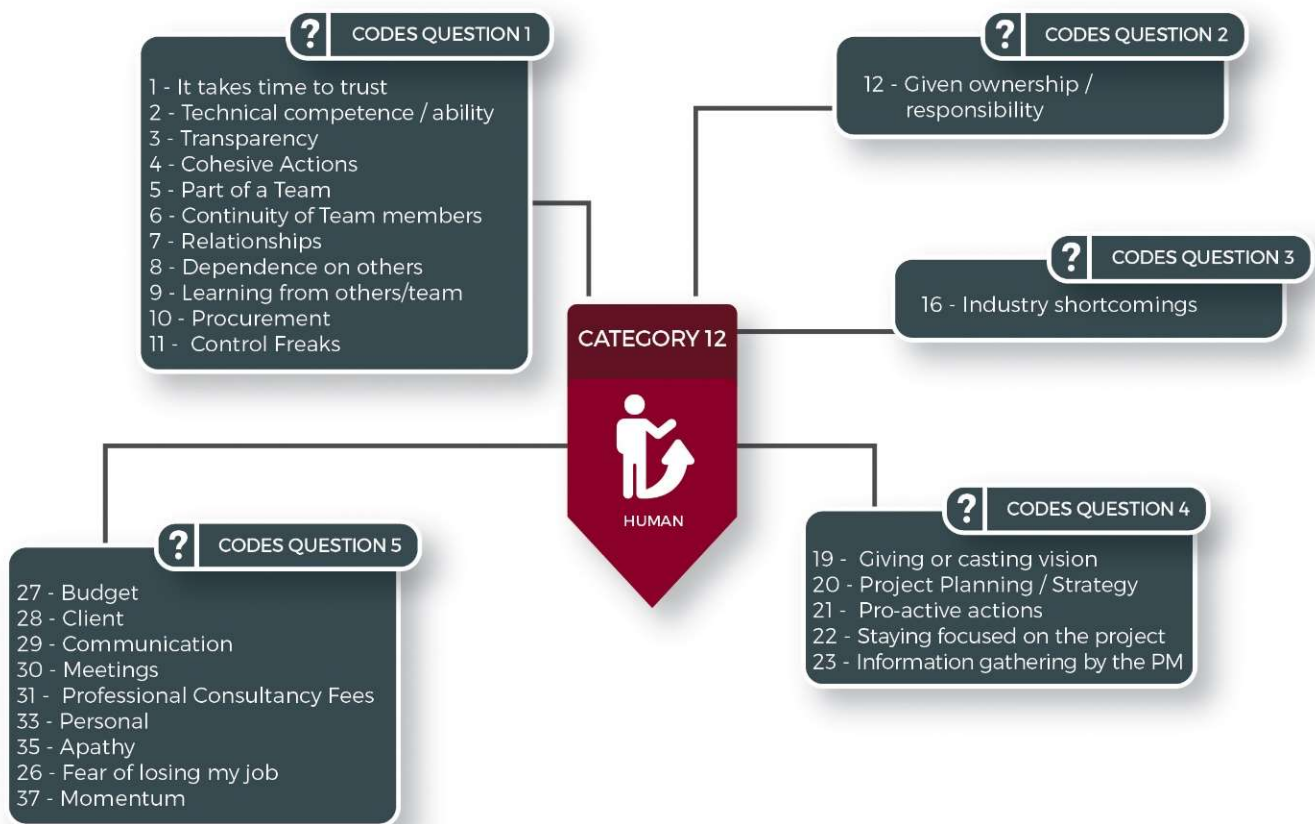 ? CODES QUESTION 1
1 - It takes time to trust
2 - Technical competence / ability
3 - Transparency
4 - Cohesive Actions
5 - Part of a Team
6 - Continuity of Team members
7 - Relationships
8 - Dependence on others
9 - Learning from others/team
10 - Procurement
11 - Control Freaks
? CODES QUESTION 2
12 - Given ownership /
responsibility
? CODES QUESTION 3
16 - Industry shortcomings
CATEGORY 12
HUMAN
? CODES QUESTION 4
19 - Giving or casting vision
20 - Project Planning / Strategy
21 - Pro-active actions
22 - Staying focused on the project
23 - Information gathering by the PM
? CODES QUESTION 5
27 - Budget
28 - Client
29 - Communication
30 - Meetings
31 - Professional Consultancy Fees
33 - Personal
35 - Apathy
26 - Fear of losing my job
37 - Momentum